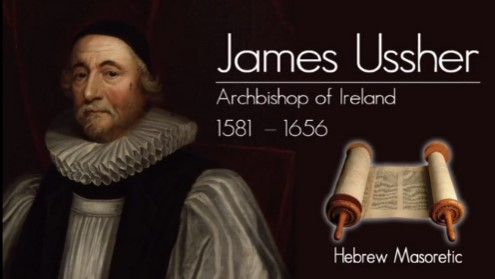 James Ussher
Archbishop of Ireland
1581 – 1656
Hebrew Masoretic